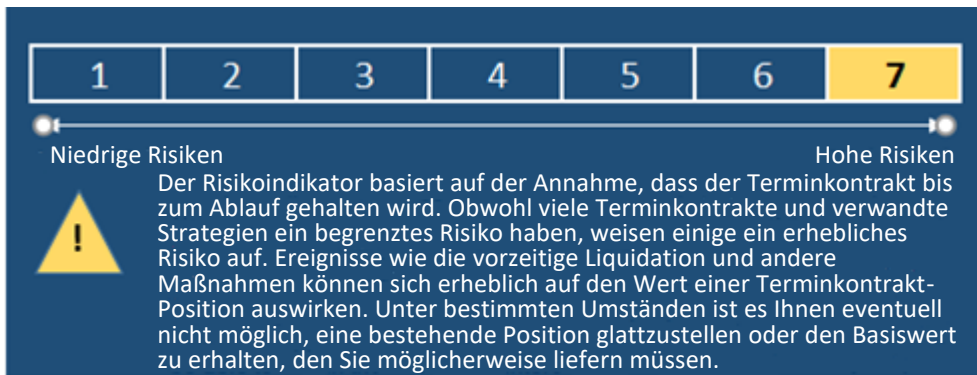 1 2 3 4 5 6 7
Niedrige Risiken Hohe Risiken
Der Risikoindikator basiert auf der Annahme, dass der Terminkontrakt bis
zum Ablauf gehalten wird. Obwohl viele Terminkontrakte und verwandte
Strategien ein begrenztes Risiko haben, weisen einige ein erhebliches
! Risiko auf. Ereignisse wie die vorzeitige Liquidation und andere
Maßnahmen können sich erheblich auf den Wert einer Terminkontrakt-
Position auswirken. Unter bestimmten Umständen ist es Ihnen eventuell
nicht möglich, eine bestehende Position glattzustellen oder den Basiswert
zu erhalten, den Sie möglicherweise liefern müssen.